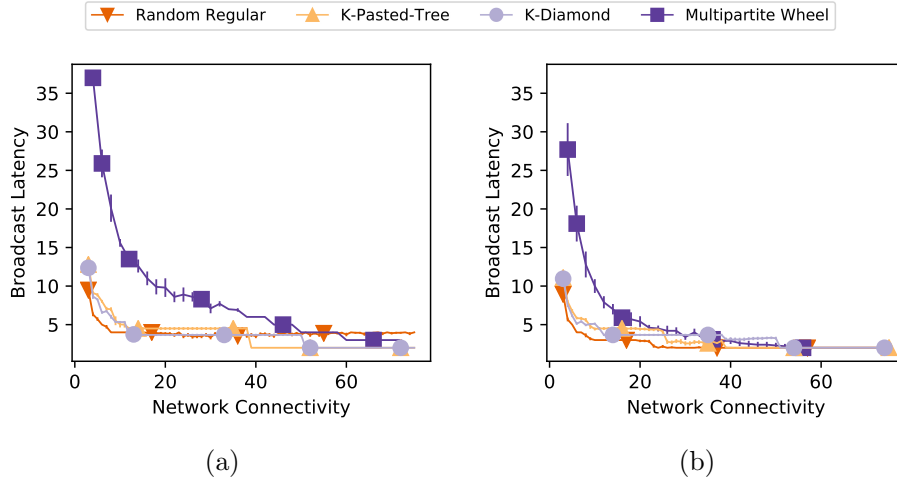 Random Regular K-Pasted-Tree K-Diamond Multipartite Wheel
Broadcast Latency
35
30
25
20
15
10
5
0 20 40 60
Network Connectivity
(a)
Broadcast Latency
35
30
25
20
15
10
5
0 20 40 60
Network Connectivity
(b)